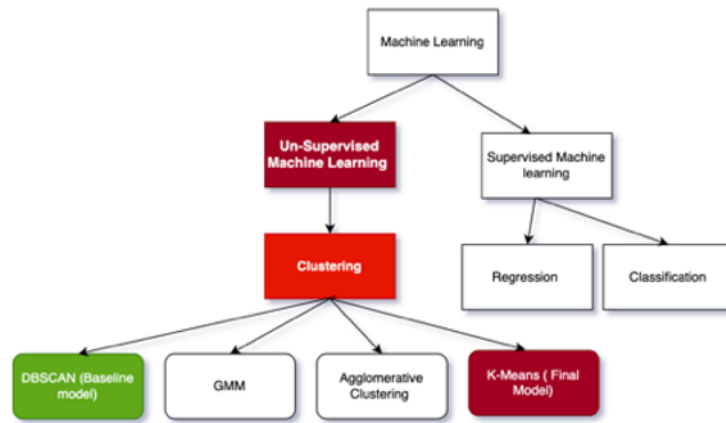 Machine Learning
Un-Supervised
Machine Learning
Supervised Machine
learning
Clustering
Regression
Classification
DBSCAN (Baseline
model)
GMM
Agglomerative
Clustering
K-Means ( Final
Model)